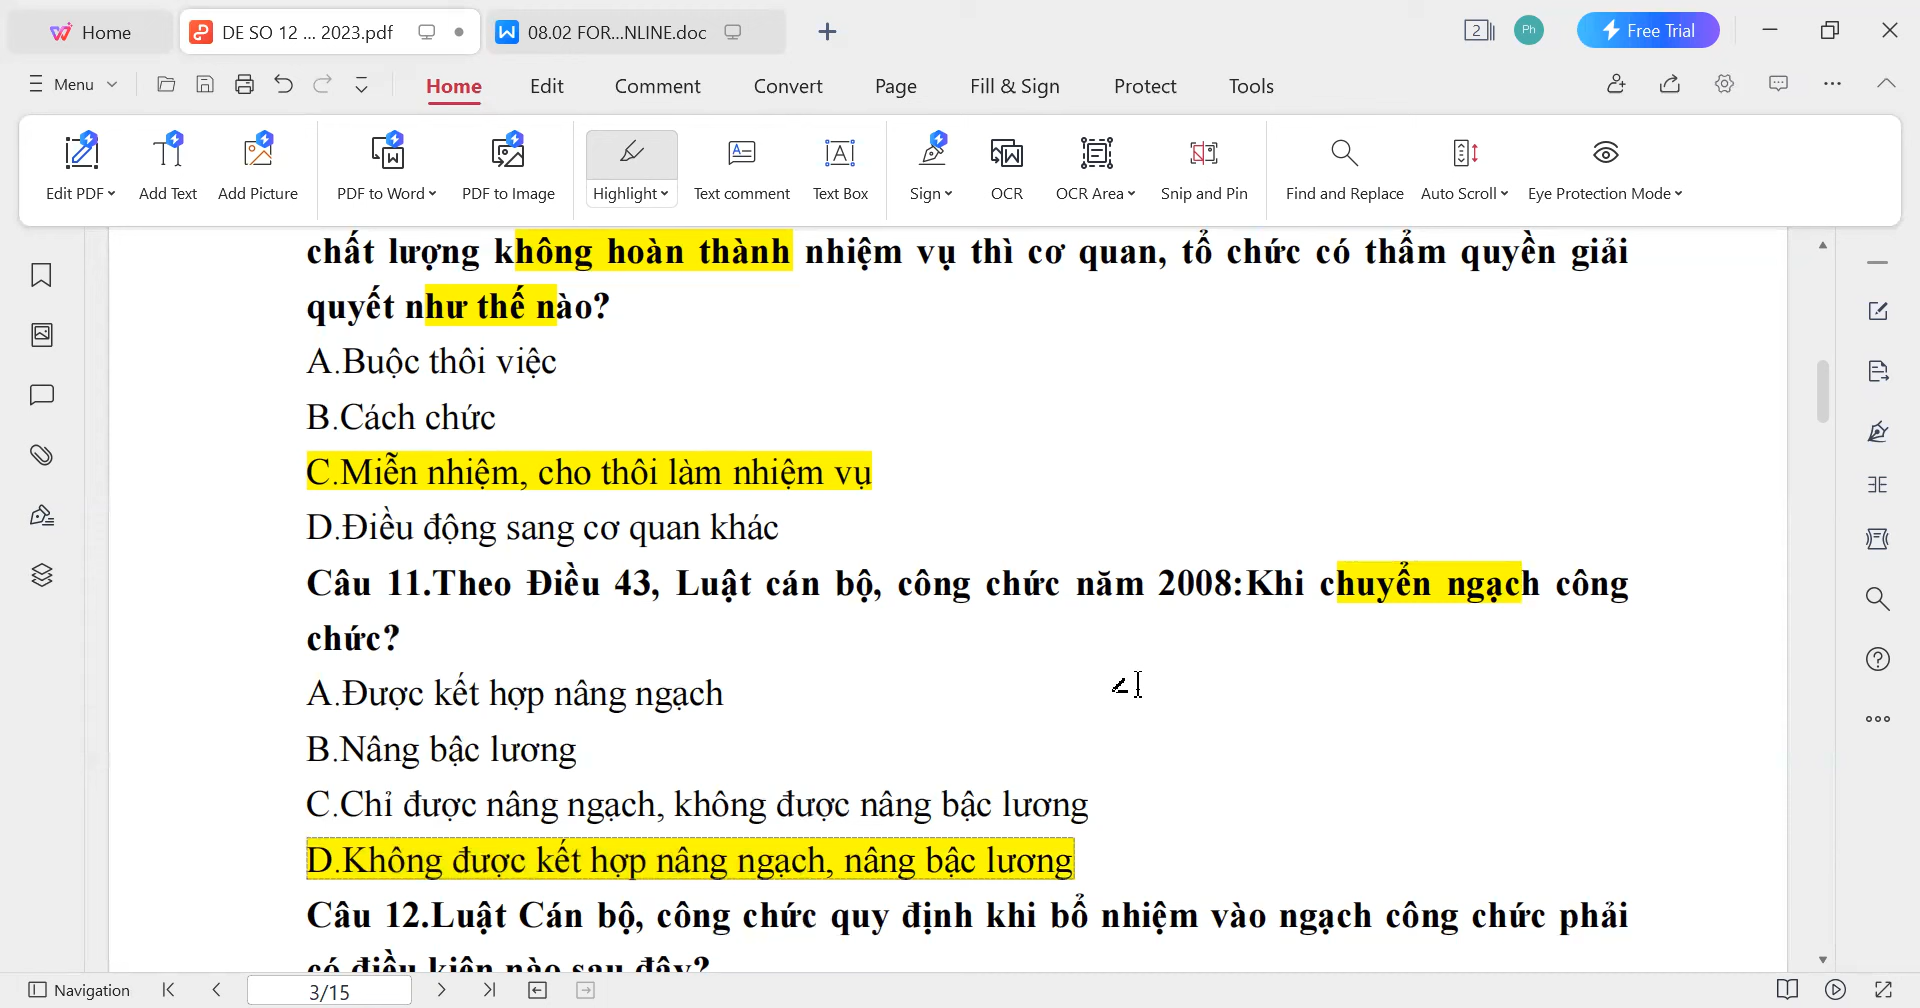 Home
DE SO 12 ... 2023.pdf
08.02 FOR...NLINE.doc
2
Ph
Free Trial
Menu
Home
Edit
Comment
Convert
Page
Fill & Sign
Protect
Tools
Edit PDF
Add Text
Add Picture
PDF to Word
PDF to Image
Highlight
Text comment
Text Box
Sign
OCR
OCR Area
Snip and Pin
Find and Replace
Auto Scroll
Eye Protection Mode
chất lượng không hoàn thành nhiệm vụ thì cơ quan, tổ chức có thẩm quyền giải
quyết như thế nào?
A.Buộc thôi việc
B.Cách chức
C.Miễn nhiệm, cho thôi làm nhiệm vụ
D.Điều động sang cơ quan khác
Câu 11.Theo Điều 43, Luật cán bộ, công chức năm 2008:Khi chuyển ngạch công
chức?
A.Được kết hợp nâng ngạch
B.Nâng bậc lương
C.Chỉ được nâng ngạch, không được nâng bậc lương
D.Không được kết hợp nâng ngạch, nâng bậc lương
Câu 12.Luật Cán bộ, công chức quy định khi bổ nhiệm vào ngạch công chức phải
có điều kiện nào sau đây?
Navigation
3/15